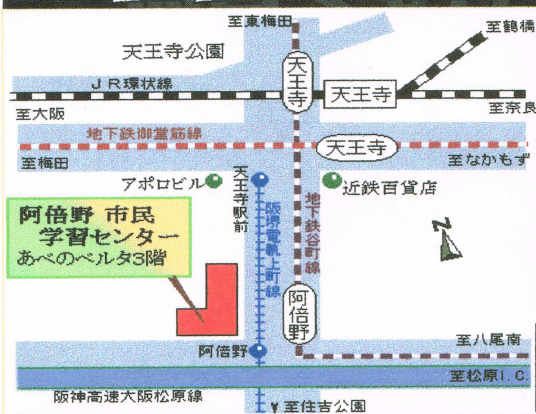 至東梅田
至鶴橋
天王寺公園
天王寺
JR環状線
天王寺
至大阪
至奈良
地下鉄御堂筋線
天王寺
至梅田
至なかもず
アポロビル
天王寺駅前
近鉄百貨店
阪堺電軌上町線
地下鉄谷町線
阿倍野 市民
学習センター
あべのベルタ3階
N
阿倍野
阿倍野
至八尾南
至松原I.C.
阪神高速大阪松原線
至住吉公園